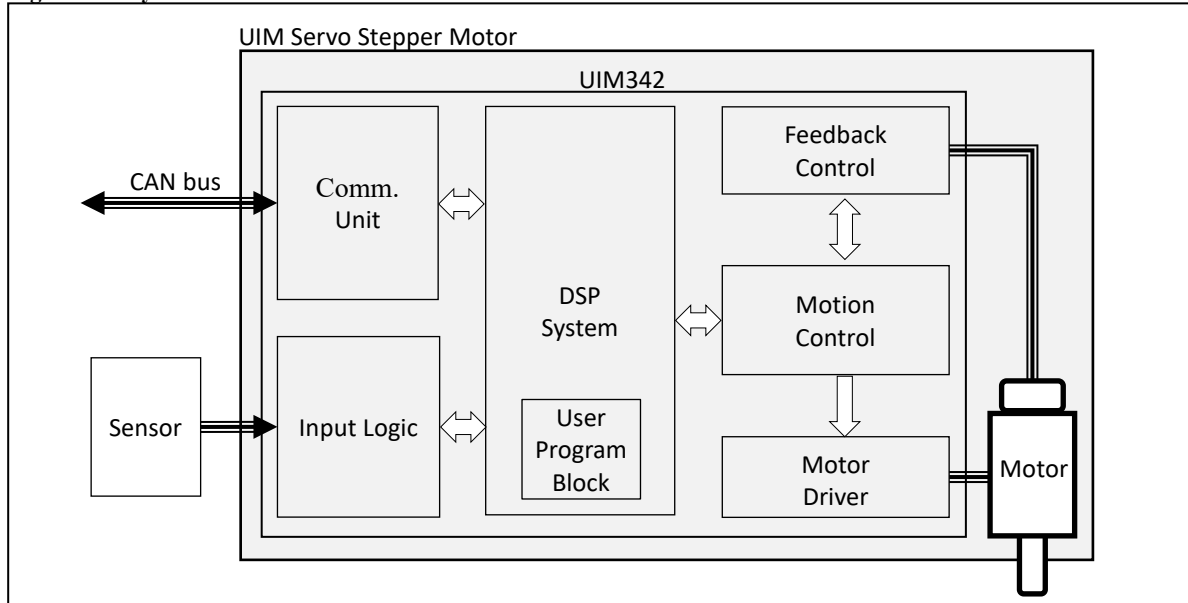 UIM Servo Stepper Motor
UIM342
CAN bus
Comm.
Unit
Sensor
Input Logic
DSP
System
User
Program
Block
Feedback
Control
Motion
Control
Motor
Driver
Motor